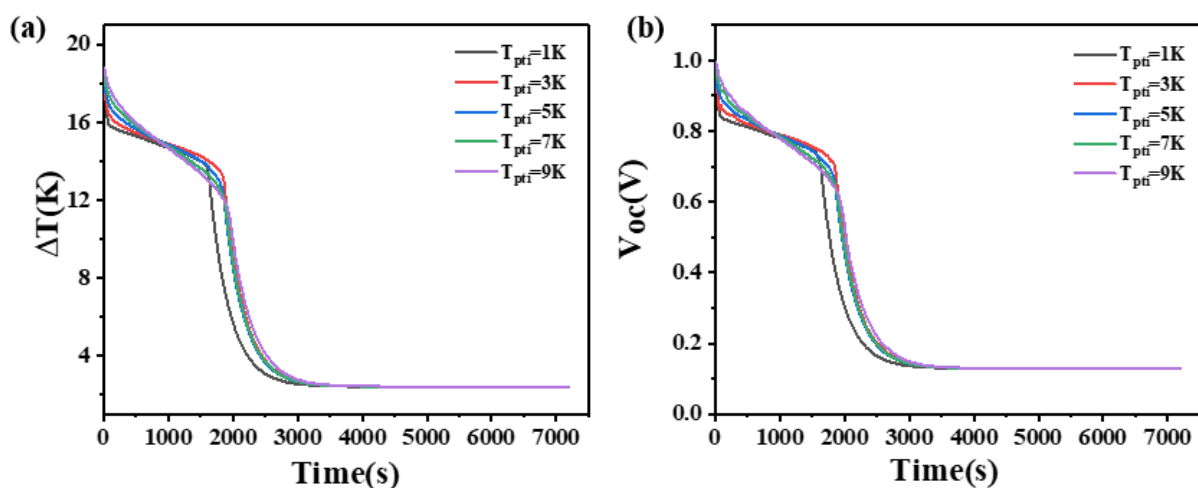 (a)
20
16
12
8
4
ΔT(K)
T_pti=1K
T_pti=3K
T_pti=5K
T_pti=7K
T_pti=9K
0 1000 2000 3000 4000 5000 6000 7000
Time(s)
(b)
1.0
0.8
0.6
0.4
0.2
0.0
Voc(V)
T_pti=1K
T_pti=3K
T_pti=5K
T_pti=7K
T_pti=9K
0 1000 2000 3000 4000 5000 6000 7000
Time(s)